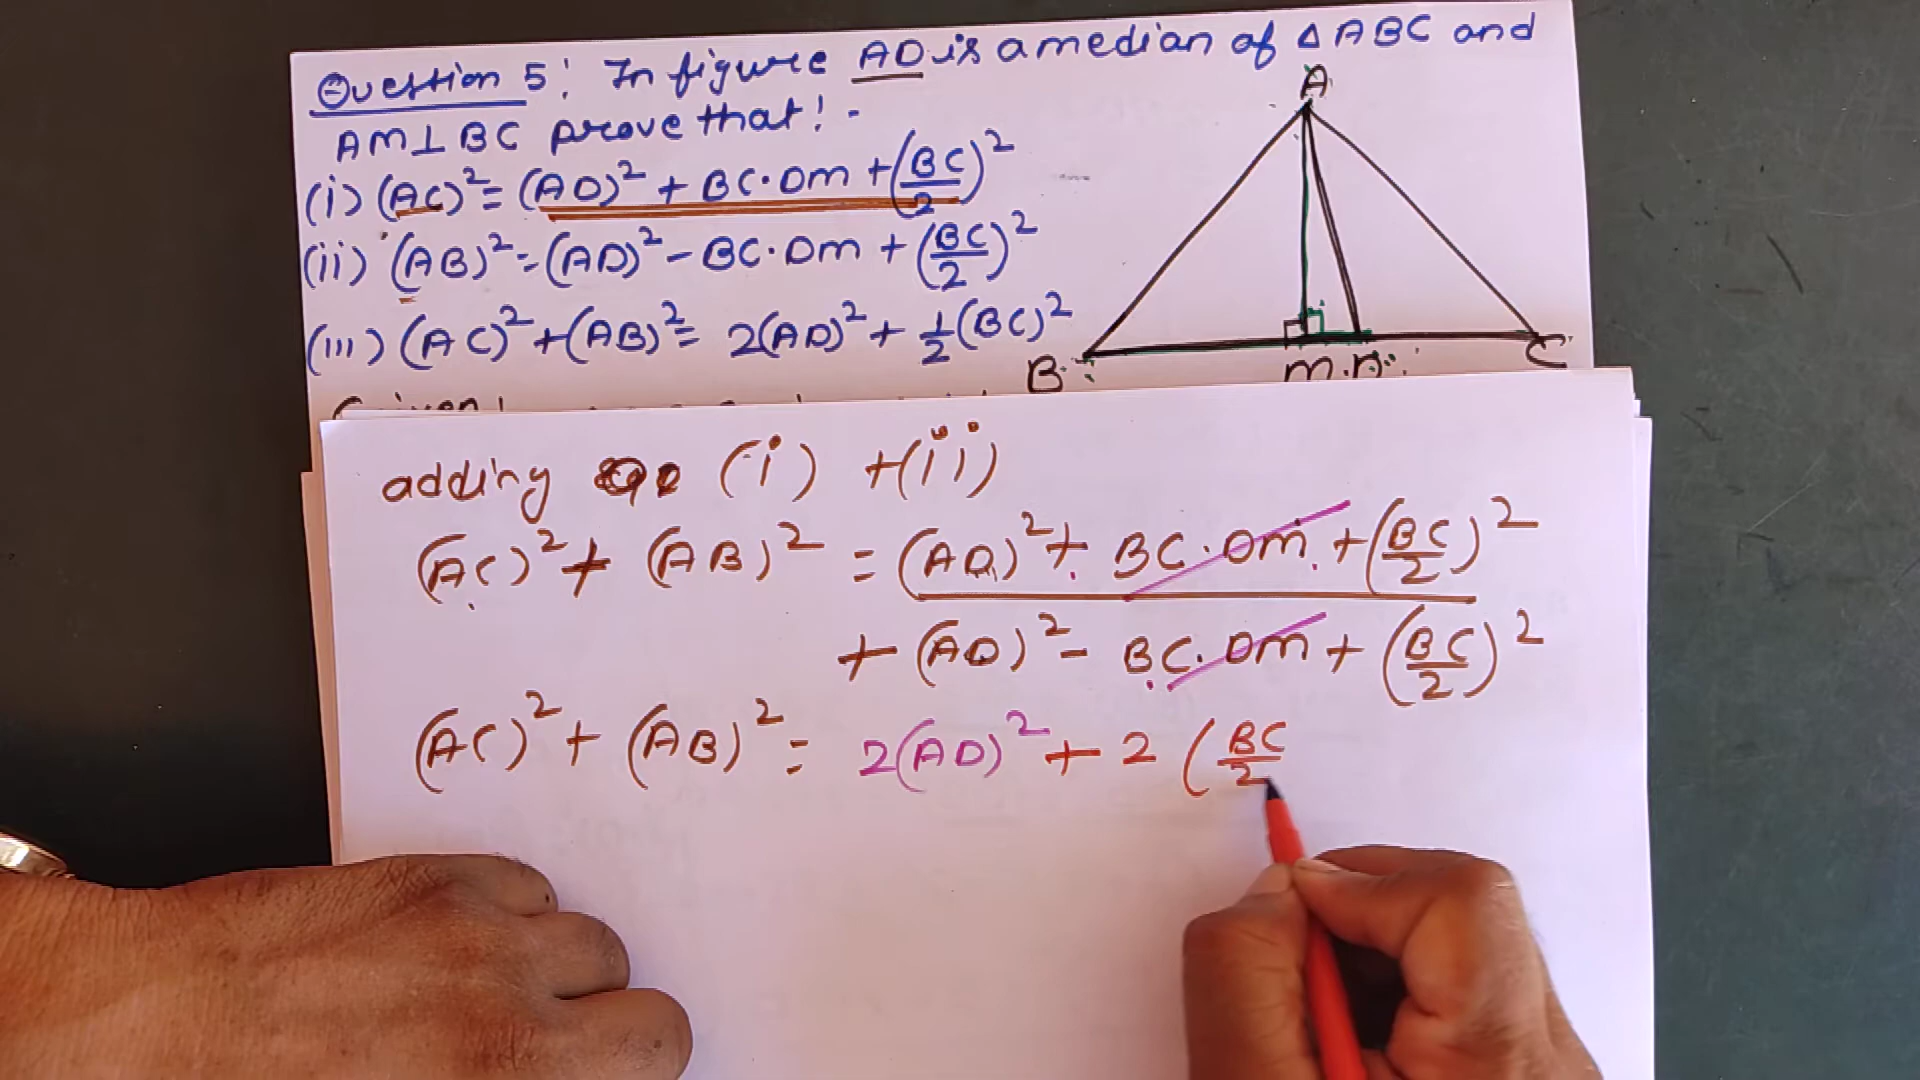 Question 5: In figure AD is a median of △ABC and
AM⊥BC prove that:-
(i) (AC)²=(AD)² + BC·DM + (BC/2)²
(ii) (AB)²=(AD)² - BC·DM + (BC/2)²
(iii) (AC)²+(AB)²= 2(AD)² + 1/2(BC)²
A
B
M
D
C
adding (i) +(ii)
(AC)² + (AB)² = (AD)² + BC·DM + (BC/2)²
+ (AD)² - BC·DM + (BC/2)²
(AC)² + (AB)² = 2(AD)² + 2 (BC/2